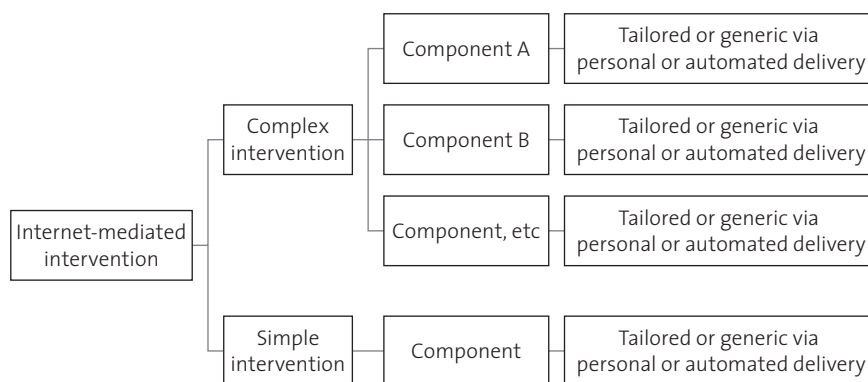 Component A
Tailored or generic via
personal or automated delivery
Complex
intervention
Component B
Tailored or generic via
personal or automated delivery
Internet-mediated
intervention
Component, etc
Tailored or generic via
personal or automated delivery
Simple
intervention
Component
Tailored or generic via
personal or automated delivery